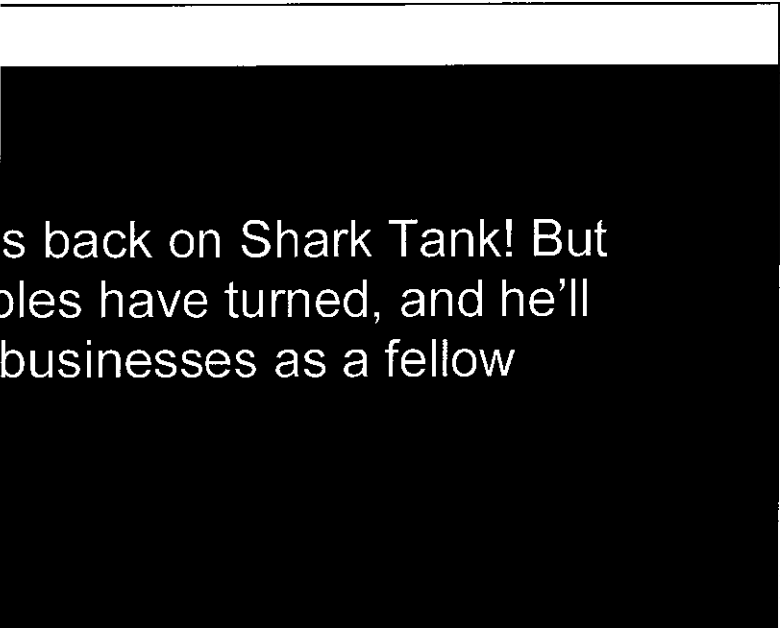 s back on Shark Tank! But
bles have turned, and he'll
businesses as a fellow